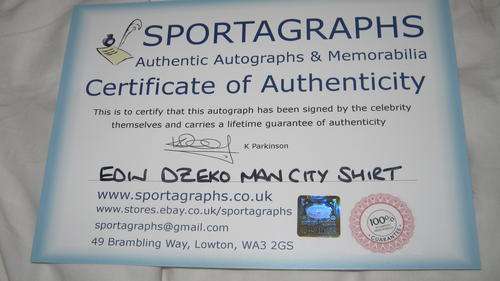 SPORTAGRAPHS
Authentic Autographs & Memorabilia
Certificate of Authenticity
This is to certify that this autograph has been signed by the celebrity
themselves and carries a lifetime guarantee of authenticity
K Parkinson
EDIN DZEKO MAN CITY SHIRT
www.sportagraphs.co.uk
www.stores.ebay.co.uk/sportagraphs
sportagraphs@gmail.com
49 Brambling Way, Lowton, WA3 2GS
100%
GUARANTEE